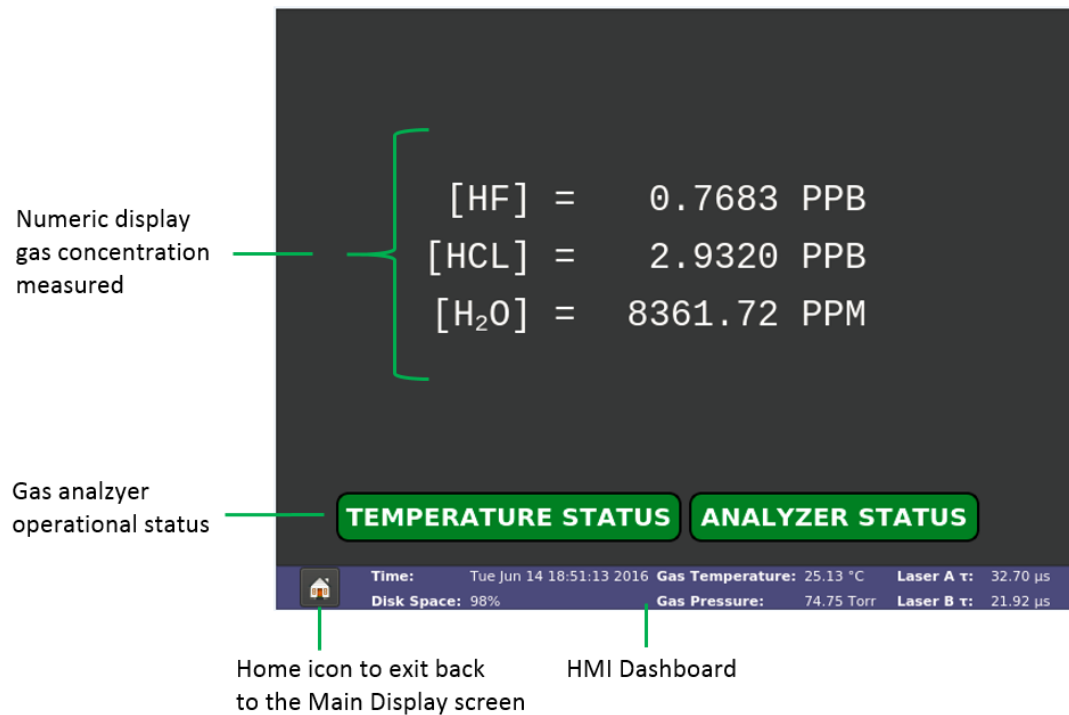 Numeric display
gas concentration
measured
[HF] = 0.7683 PPB
[HCL] = 2.9320 PPB
[H₂O] = 8361.72 PPM
Gas analzyer
operational status
TEMPERATURE STATUS ANALYZER STATUS
Time: Tue Jun 14 18:51:13 2016 Gas Temperature: 25.13 °C Laser A τ: 32.70 µs
Disk Space: 98% Gas Pressure: 74.75 Torr Laser B τ: 21.92 µs
Home icon to exit back
to the Main Display screen
HMI Dashboard